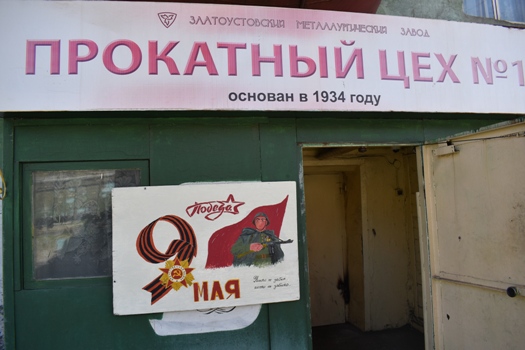 ЗЛАТОУСТОВСКИЙ МЕТАЛЛУРГИЧЕСКИЙ ЗАВОД
ПРОКАТНЫЙ ЦЕХ №1
основан в 1934 году
Победа
9
МАЯ